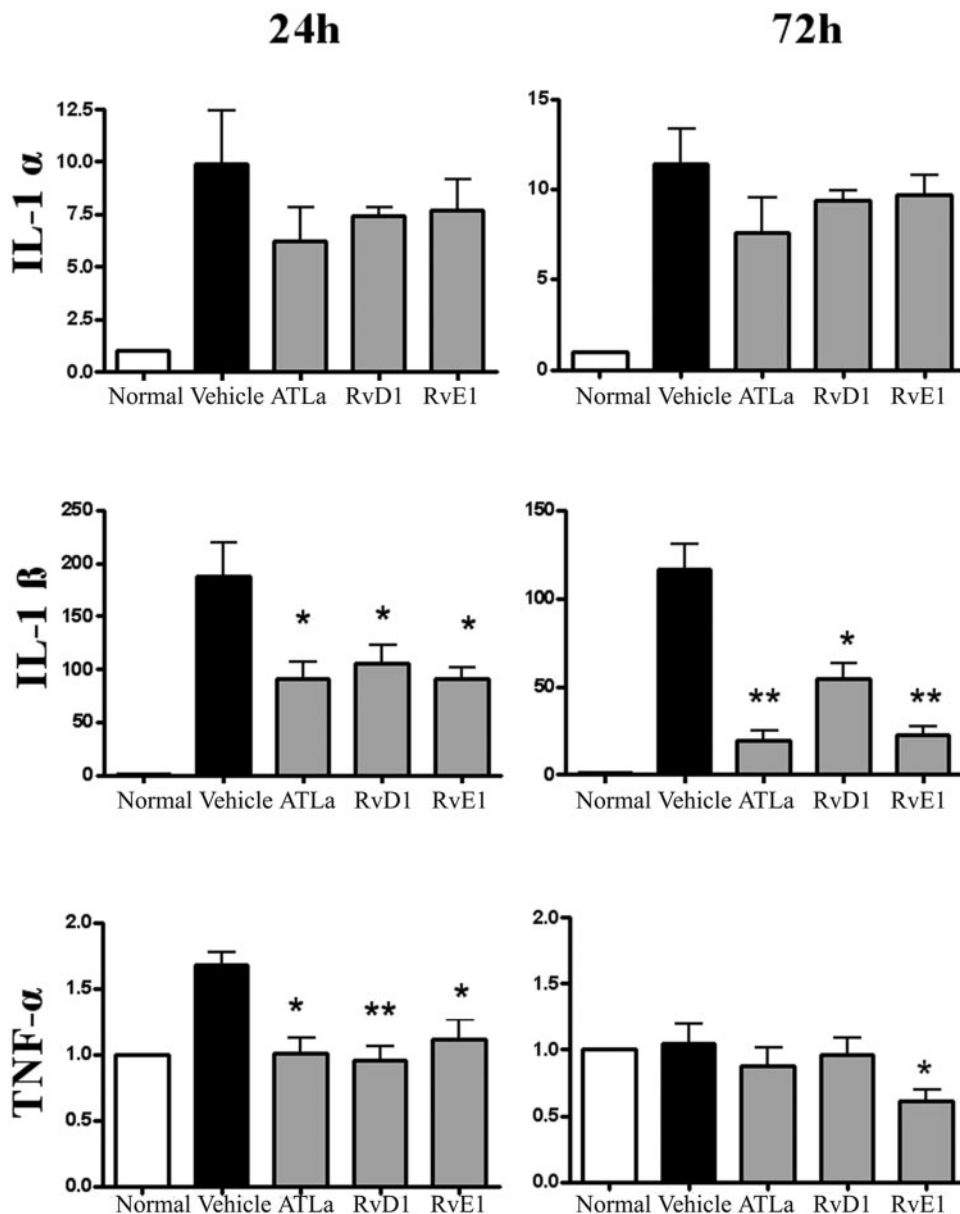 24h
72h
IL-1 α
12.5
10.0
7.5
5.0
2.5
0.0
Normal Vehicle ATLa RvD1 RvE1
15
10
5
0
Normal Vehicle ATLa RvD1 RvE1
IL-1 ß
250
200
150
100
50
0
* * *
Normal Vehicle ATLa RvD1 RvE1
150
100
50
0
** * **
Normal Vehicle ATLa RvD1 RvE1
TNF-α
2.0
1.5
1.0
0.5
0.0
* ** *
Normal Vehicle ATLa RvD1 RvE1
2.0
1.5
1.0
0.5
0.0
*
Normal Vehicle ATLa RvD1 RvE1